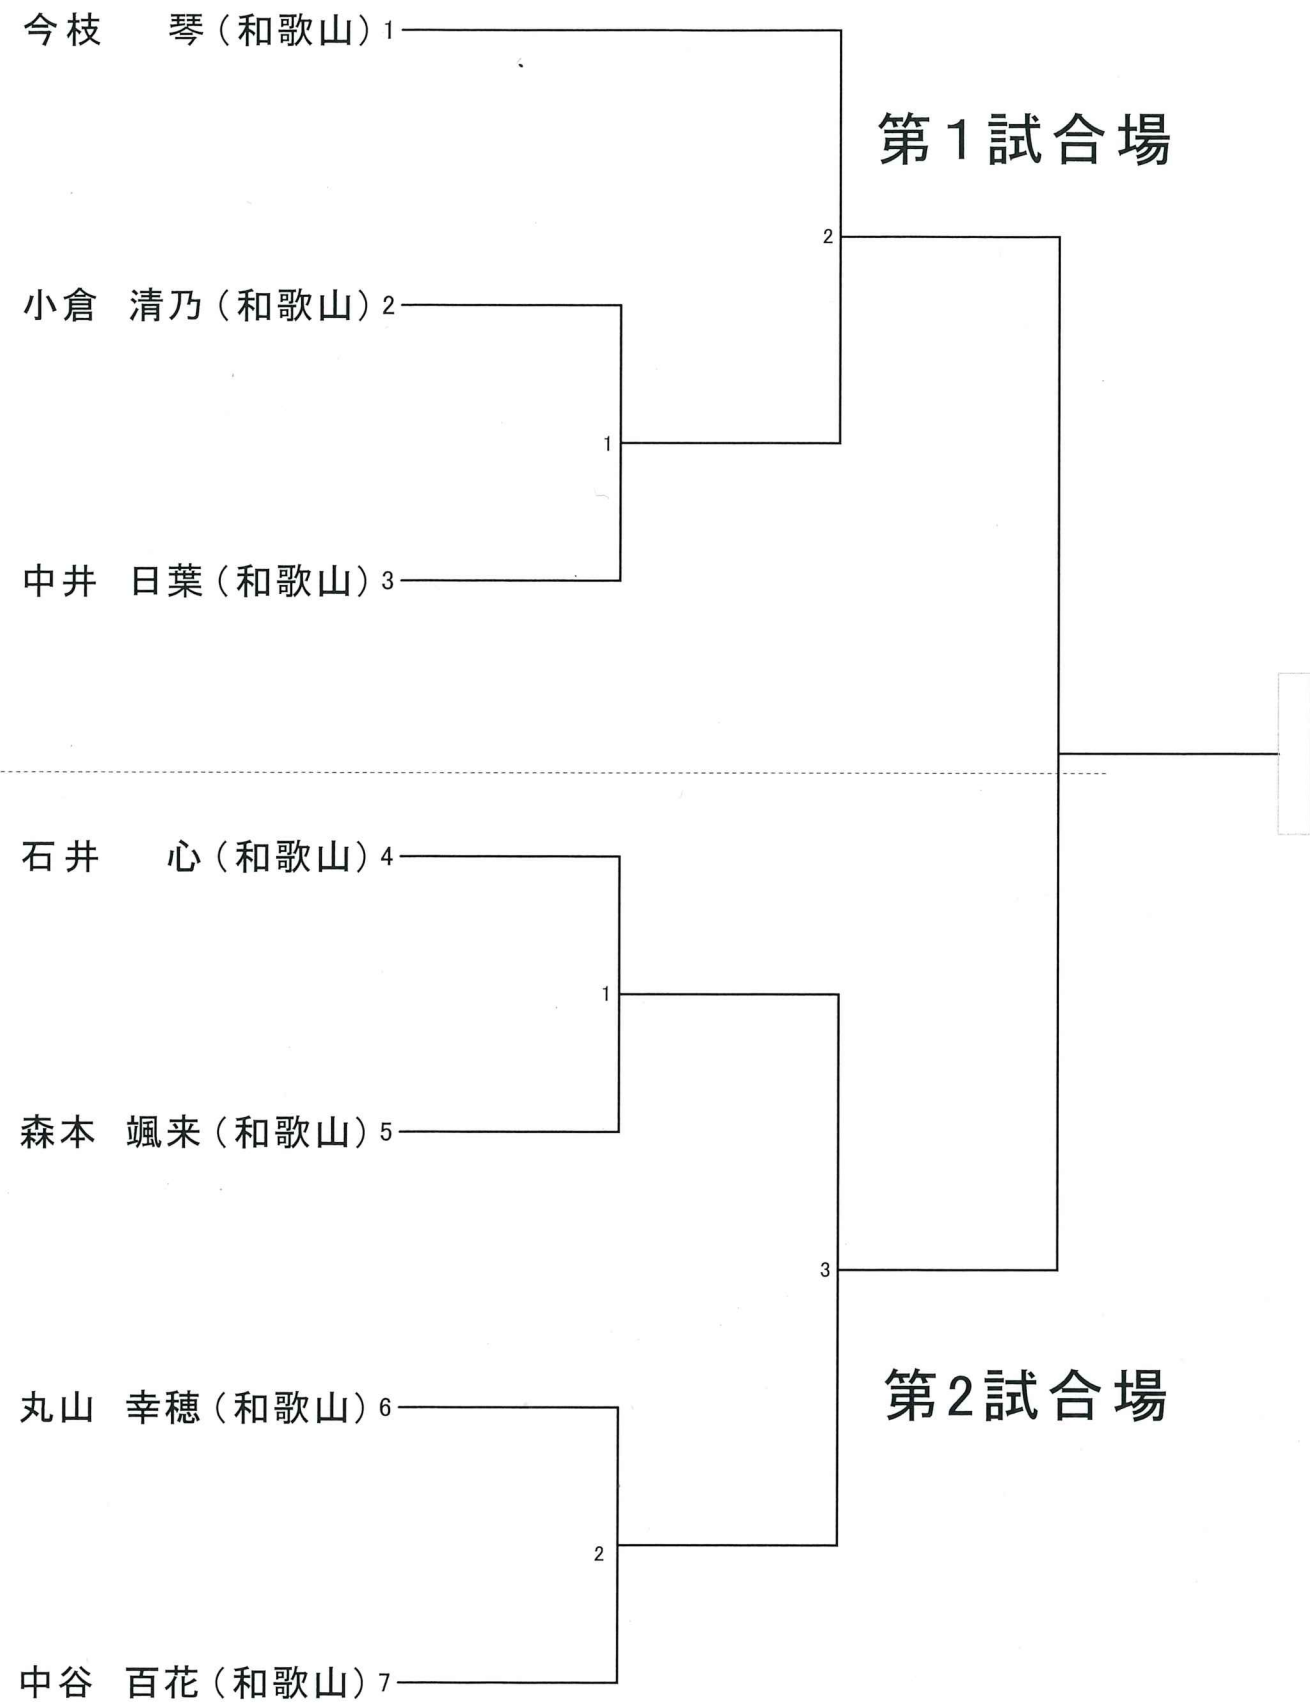 今枝　琴（和歌山）1
第1試合場
2
小倉　清乃（和歌山）2
1
中井　日葉（和歌山）3
石井　心（和歌山）4
1
森本　颯来（和歌山）5
3
第2試合場
丸山　幸穂（和歌山）6
2
中谷　百花（和歌山）7